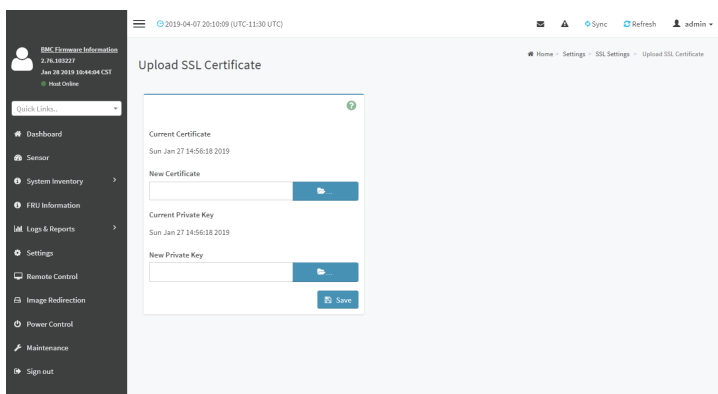 2019-04-07 20:10:09 (UTC-11:30 UTC)
Sync
Refresh
admin
BMC Firmware Information
2.76.103227
Jan 28 2019 10:44:04 CST
Host Online
Quick Links..
Dashboard
Sensor
System Inventory
FRU Information
Logs & Reports
Settings
Remote Control
Image Redirection
Power Control
Maintenance
Sign out
Upload SSL Certificate
Home > Settings > SSL Settings > Upload SSL Certificate
Current Certificate
Sun Jan 27 14:56:18 2019
New Certificate
...
Current Private Key
Sun Jan 27 14:56:18 2019
New Private Key
...
Save